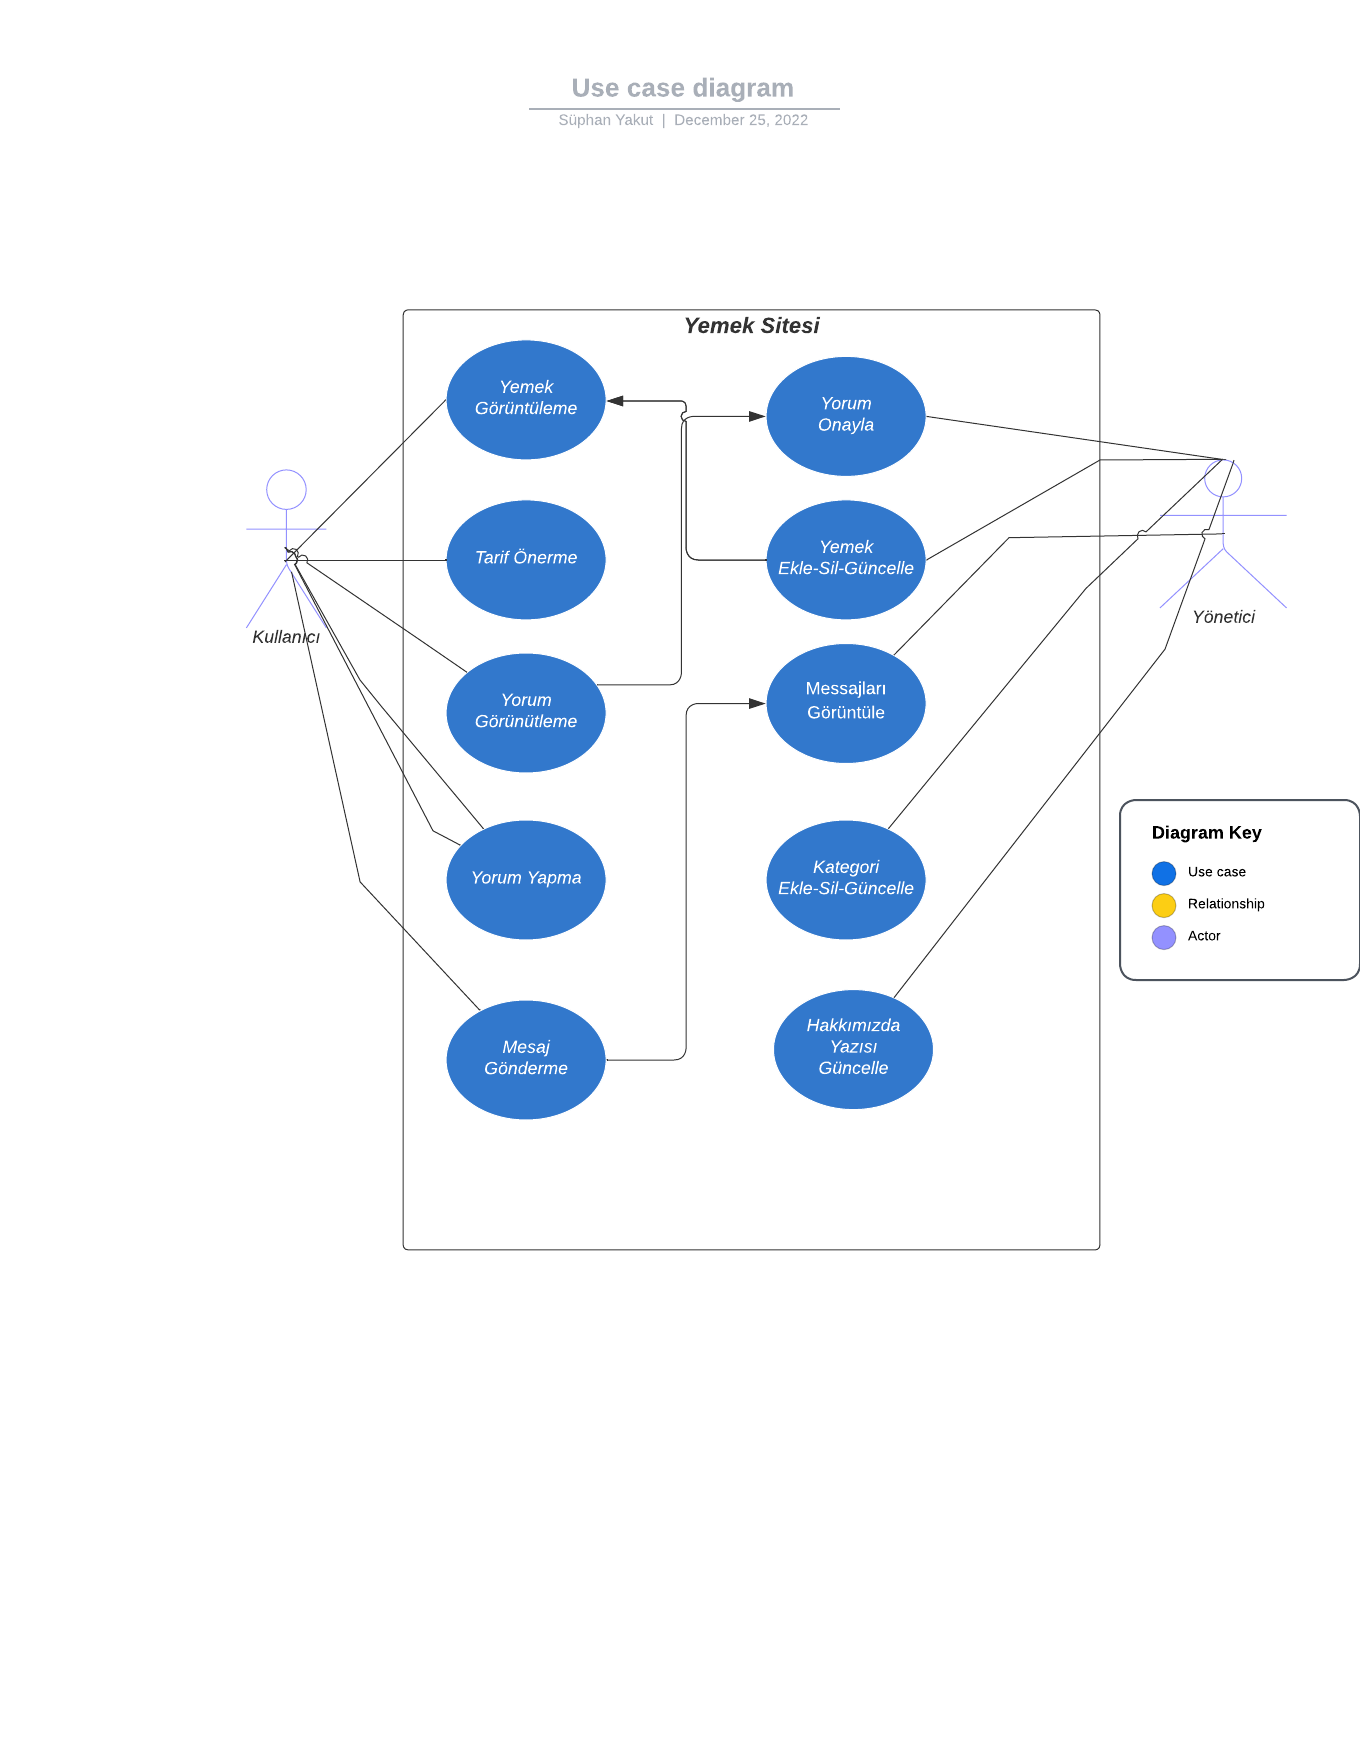 Use case diagram
Süphan Yakut | December 25, 2022
Yemek Sitesi
Yemek
Görüntüleme
Yorum
Onayla
Tarif Önerme
Yemek
Ekle-Sil-Güncelle
Kullanıcı
Yönetici
Yorum
Görünütleme
Messajları
Görüntüle
Yorum Yapma
Kategori
Ekle-Sil-Güncelle
Mesaj
Gönderme
Hakkımızda
Yazısı
Güncelle
Diagram Key
Use case
Relationship
Actor